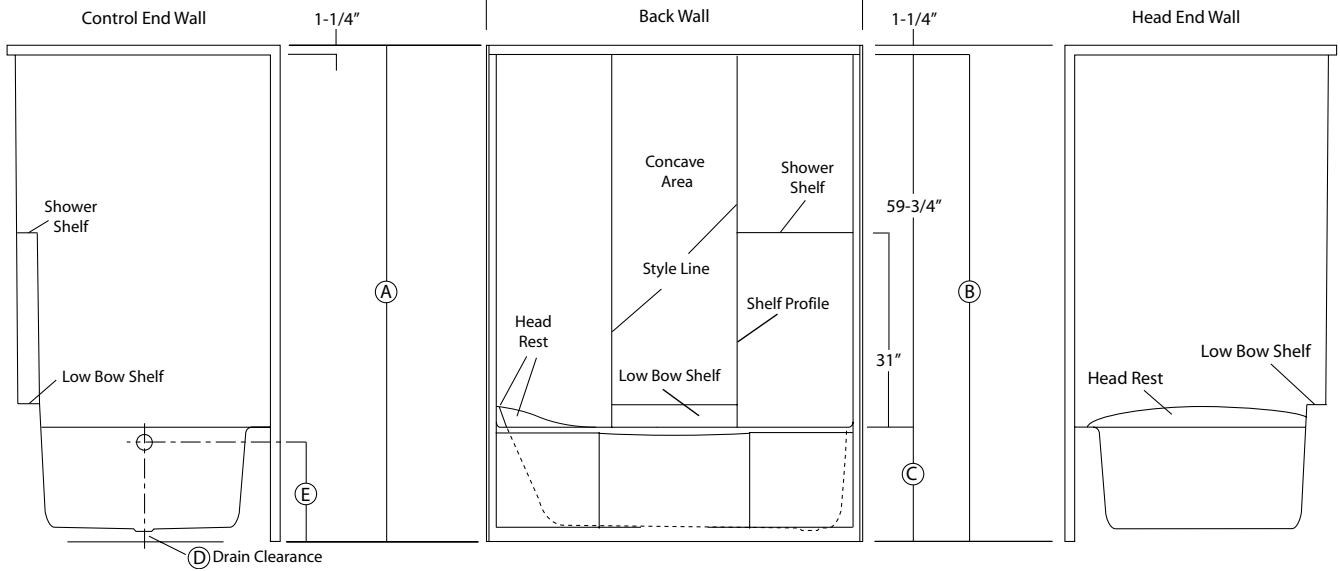 Control End Wall
1-1/4”
Back Wall
1-1/4”
Head End Wall
Concave
Area
Shower
Shelf
59-3/4”
Shower
Shelf
Style Line
A
B
Shelf Profile
Head
Rest
31”
Low Bow Shelf
Low Bow Shelf
Low Bow Shelf
Head Rest
C
E
D Drain Clearance